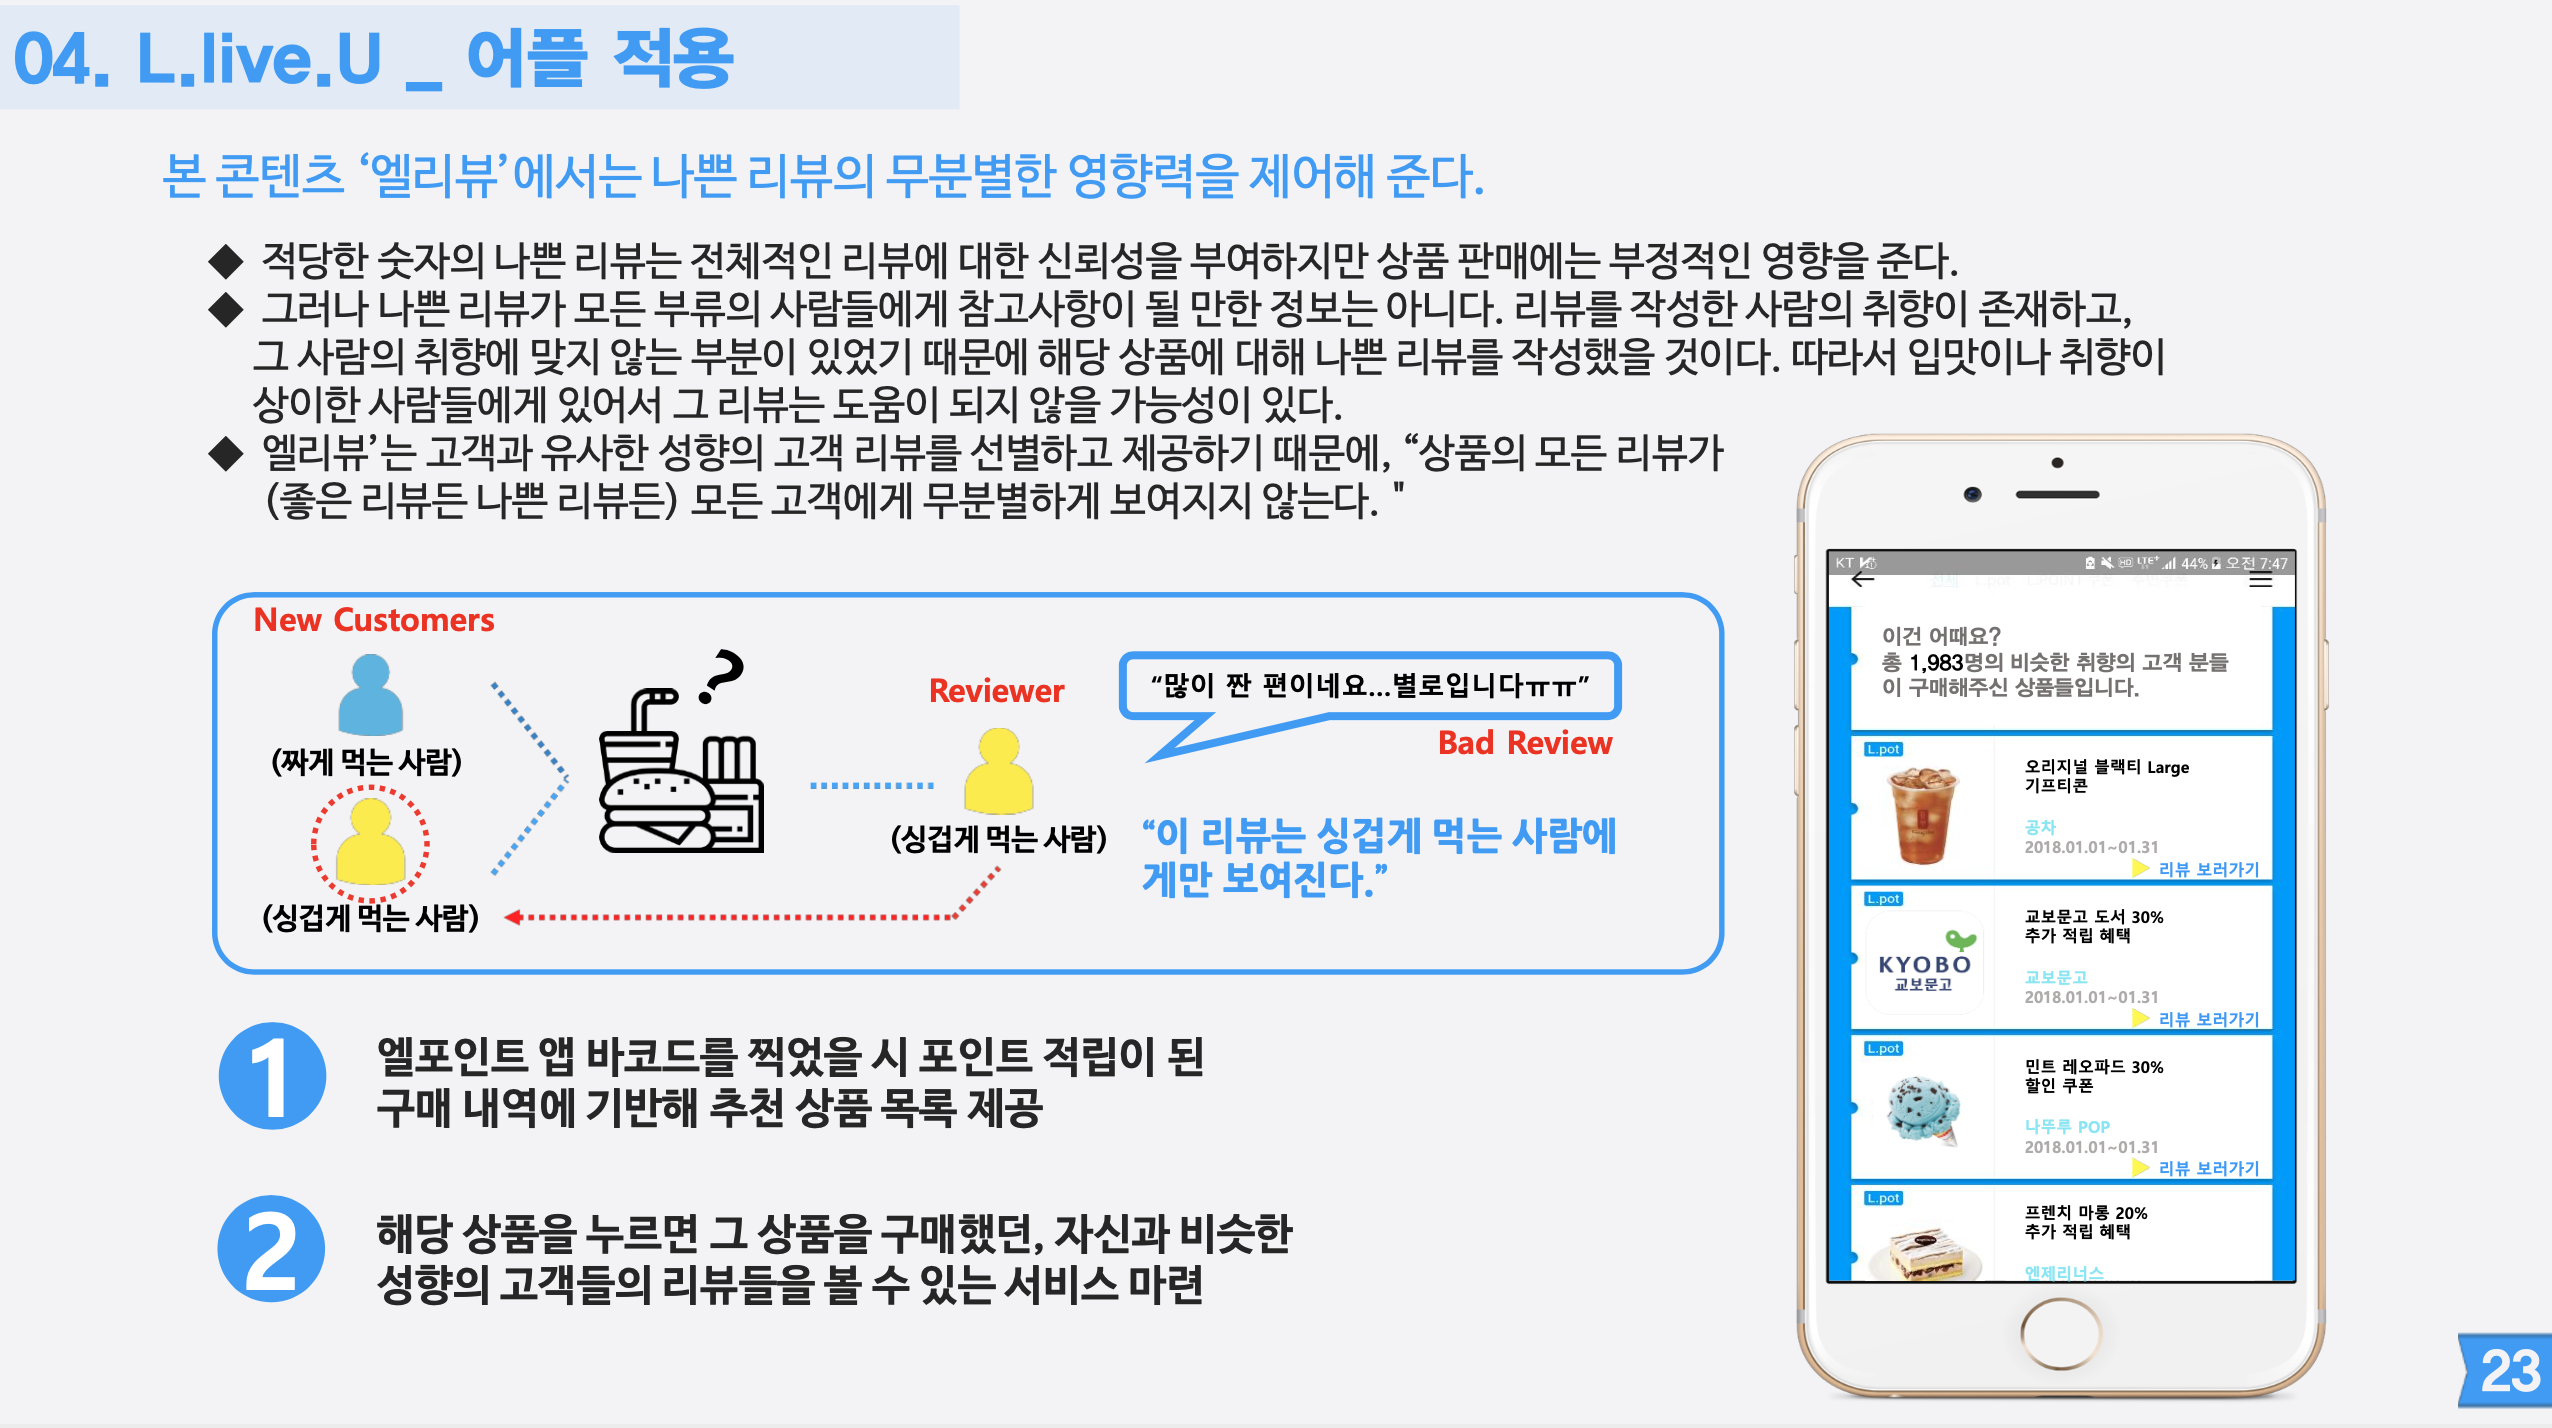 04. L.live.U _ 어플 적용
본 콘텐츠 ‘엘리뷰’에서는 나쁜 리뷰의 무분별한 영향력을 제어해 준다.
◆ 적당한 숫자의 나쁜 리뷰는 전체적인 리뷰에 대한 신뢰성을 부여하지만 상품 판매에는 부정적인 영향을 준다.
◆ 그러나 나쁜 리뷰가 모든 부류의 사람들에게 참고사항이 될 만한 정보는 아니다. 리뷰를 작성한 사람의 취향이 존재하고,
그 사람의 취향에 맞지 않는 부분이 있었기 때문에 해당 상품에 대해 나쁜 리뷰를 작성했을 것이다. 따라서 입맛이나 취향이
상이한 사람들에게 있어서 그 리뷰는 도움이 되지 않을 가능성이 있다.
◆ 엘리뷰’는 고객과 유사한 성향의 고객 리뷰를 선별하고 제공하기 때문에, “상품의 모든 리뷰가
(좋은 리뷰든 나쁜 리뷰든) 모든 고객에게 무분별하게 보여지지 않는다. "
New Customers
(짜게 먹는 사람)
(싱겁게 먹는 사람)
?
Reviewer
(싱겁게 먹는 사람)
“많이 짠 편이네요...별로입니다ㅠㅠ”
Bad Review
“이 리뷰는 싱겁게 먹는 사람에
게만 보여진다.”
1
엘포인트 앱 바코드를 찍었을 시 포인트 적립이 된
구매 내역에 기반해 추천 상품 목록 제공
2
해당 상품을 누르면 그 상품을 구매했던, 자신과 비슷한
성향의 고객들의 리뷰들을 볼 수 있는 서비스 마련
KT HD LTE+ 44% 오전 7:47
이건 어때요?
총 1,983명의 비슷한 취향의 고객 분들
이 구매해주신 상품들입니다.
L.pot
오리지널 블랙티 Large
기프티콘
공차
2018.01.01~01.31
리뷰 보러가기
L.pot
KYOBO
교보문고
교보문고 도서 30%
추가 적립 혜택
교보문고
2018.01.01~01.31
리뷰 보러가기
L.pot
민트 레오파드 30%
할인 쿠폰
나뚜루 POP
2018.01.01~01.31
리뷰 보러가기
L.pot
프렌치 마롱 20%
추가 적립 혜택
엔제리너스
23